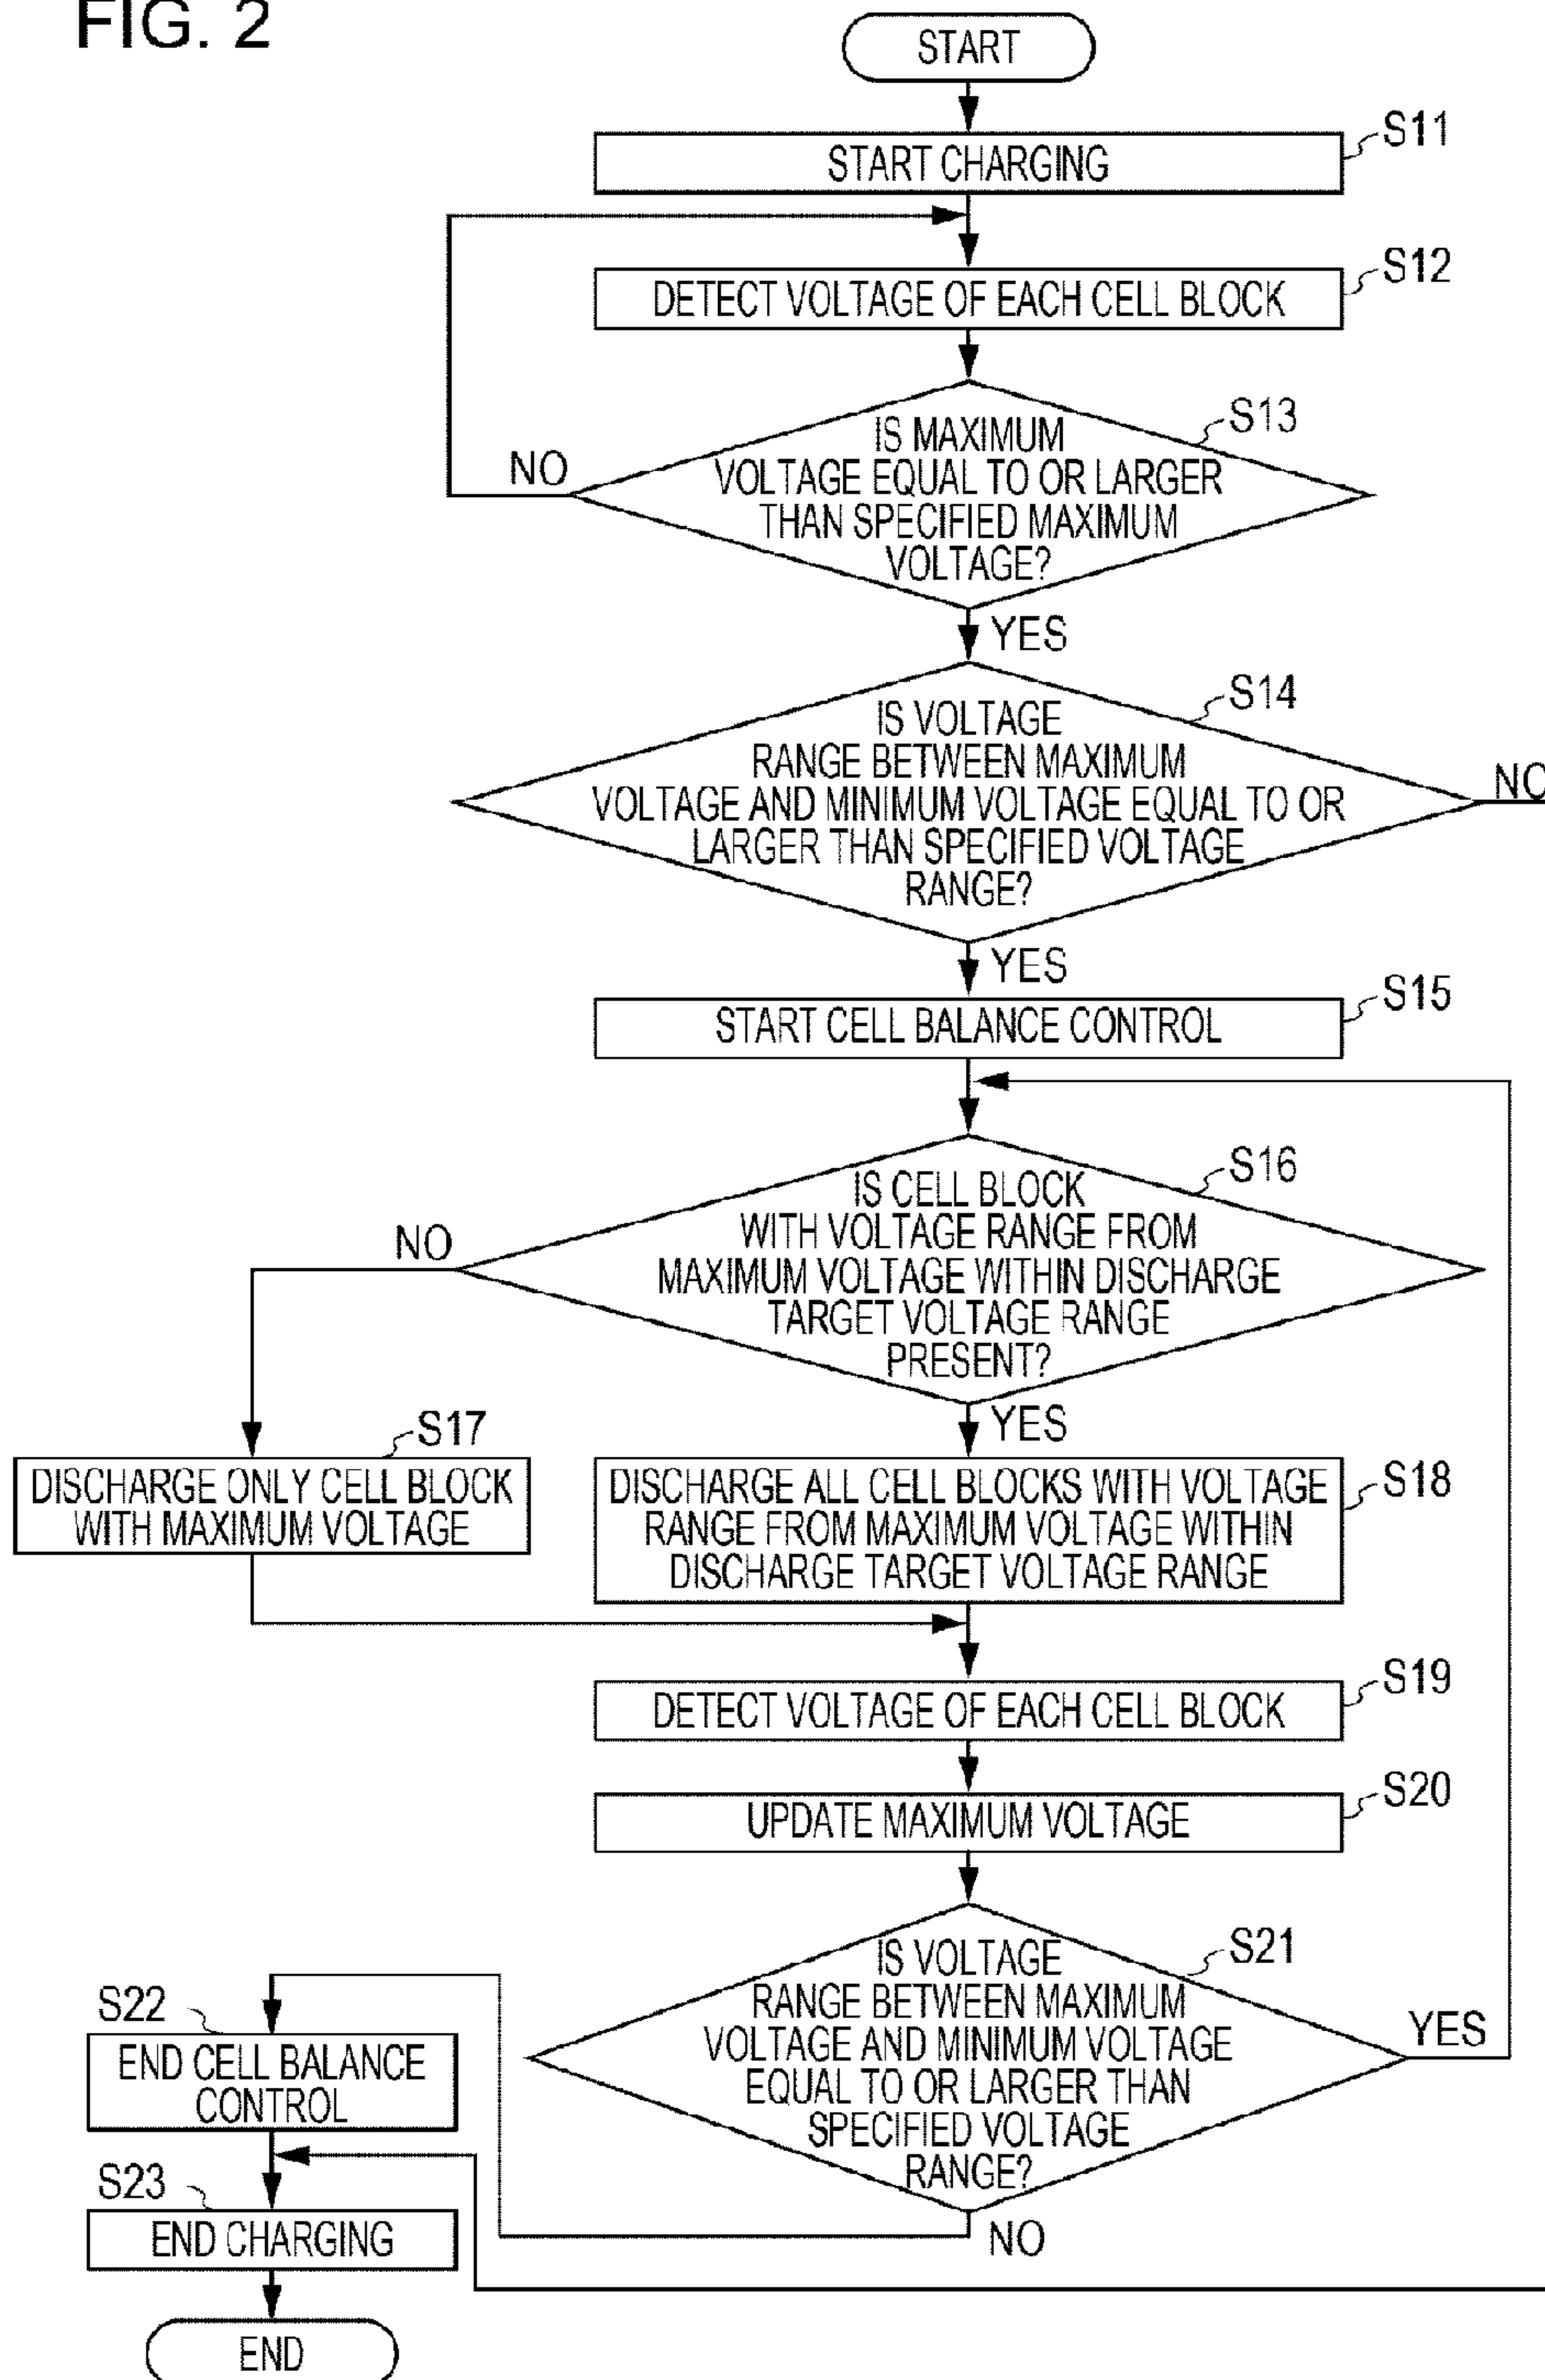 FIG. 2
START
START CHARGING
S11
DETECT VOLTAGE OF EACH CELL BLOCK
S12
IS MAXIMUM
VOLTAGE EQUAL TO OR LARGER
THAN SPECIFIED MAXIMUM
VOLTAGE?
S13
NO
YES
IS VOLTAGE
RANGE BETWEEN MAXIMUM
VOLTAGE AND MINIMUM VOLTAGE EQUAL TO OR
LARGER THAN SPECIFIED VOLTAGE
RANGE?
S14
NO
YES
START CELL BALANCE CONTROL
S15
IS CELL BLOCK
WITH VOLTAGE RANGE FROM
MAXIMUM VOLTAGE WITHIN DISCHARGE
TARGET VOLTAGE RANGE
PRESENT?
S16
NO
YES
S17
DISCHARGE ONLY CELL BLOCK
WITH MAXIMUM VOLTAGE
DISCHARGE ALL CELL BLOCKS WITH VOLTAGE
RANGE FROM MAXIMUM VOLTAGE WITHIN
DISCHARGE TARGET VOLTAGE RANGE
S18
DETECT VOLTAGE OF EACH CELL BLOCK
S19
UPDATE MAXIMUM VOLTAGE
S20
IS VOLTAGE
RANGE BETWEEN MAXIMUM
VOLTAGE AND MINIMUM VOLTAGE
EQUAL TO OR LARGER THAN
SPECIFIED VOLTAGE
RANGE?
S21
YES
NO
S22
END CELL BALANCE
CONTROL
S23
END CHARGING
END